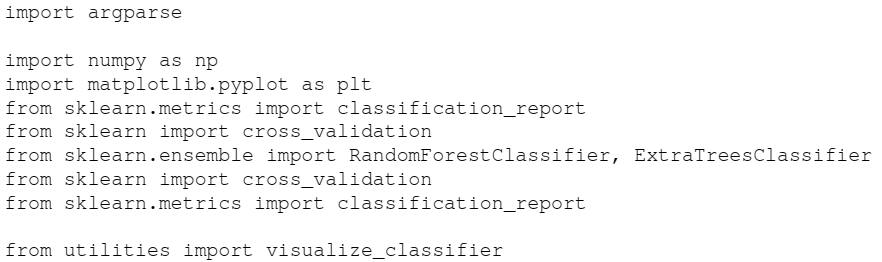 import argparse
import numpy as np
import matplotlib.pyplot as plt
from sklearn.metrics import classification_report
from sklearn import cross_validation
from sklearn.ensemble import RandomForestClassifier, ExtraTreesClassifier
from sklearn import cross_validation
from sklearn.metrics import classification_report
from utilities import visualize_classifier